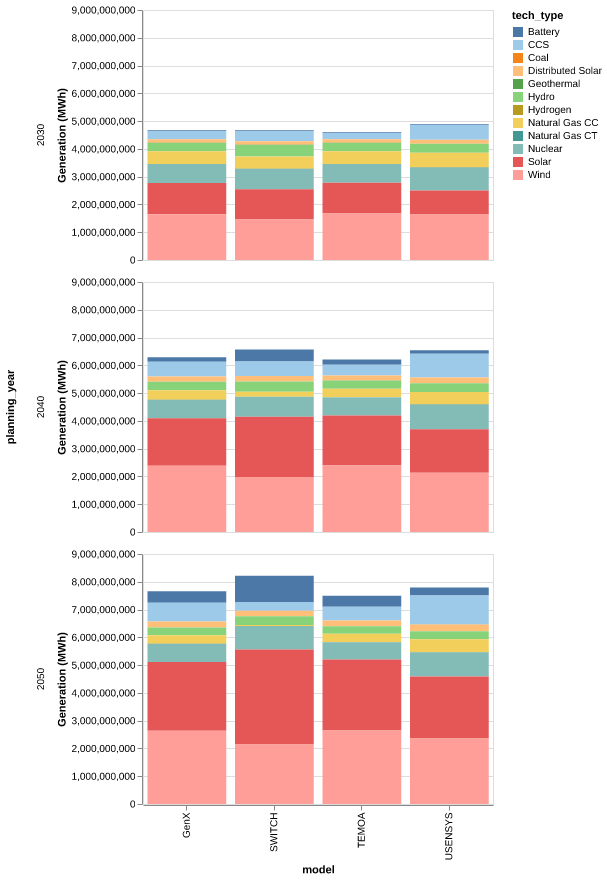 tech_type
Battery
CCS
Coal
Distributed Solar
Geothermal
Hydro
Hydrogen
Natural Gas CC
Natural Gas CT
Nuclear
Solar
Wind
planning_year
2030
Generation (MWh)
9,000,000,000
8,000,000,000
7,000,000,000
6,000,000,000
5,000,000,000
4,000,000,000
3,000,000,000
2,000,000,000
1,000,000,000
0
2040
Generation (MWh)
9,000,000,000
8,000,000,000
7,000,000,000
6,000,000,000
5,000,000,000
4,000,000,000
3,000,000,000
2,000,000,000
1,000,000,000
0
2050
Generation (MWh)
9,000,000,000
8,000,000,000
7,000,000,000
6,000,000,000
5,000,000,000
4,000,000,000
3,000,000,000
2,000,000,000
1,000,000,000
0
GenX
SWITCH
TEMOA
USENSYS
model